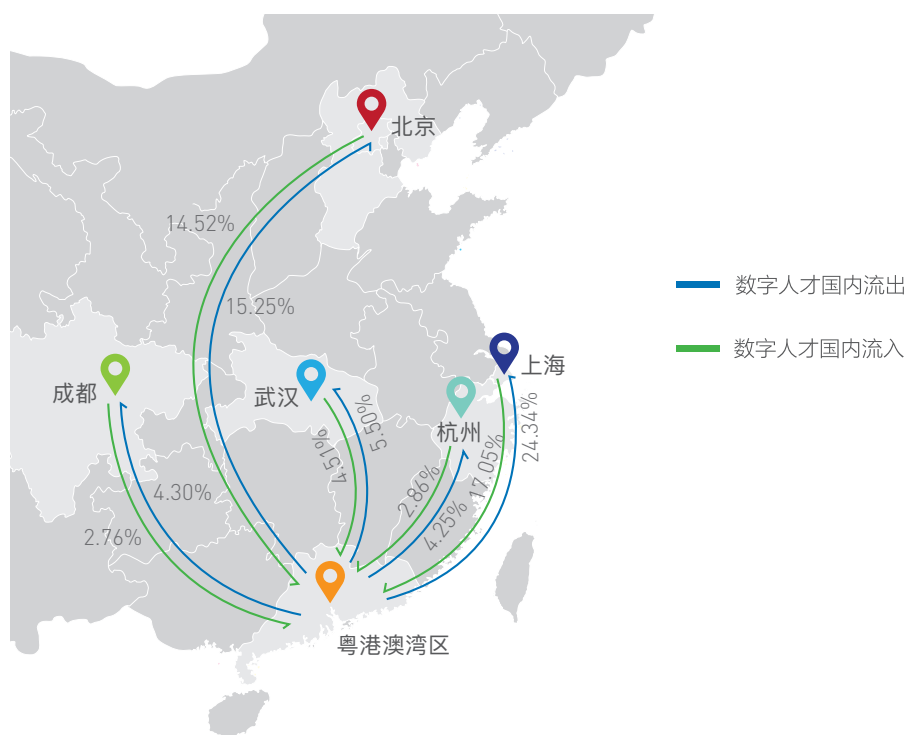 北京
14.52%
15.25%
数字人才国内流出
数字人才国内流入
上海
成都
武汉
杭州
5.50%
4.51%
24.34%
17.05%
2.86%
4.25%
4.30%
2.76%
粤港澳湾区